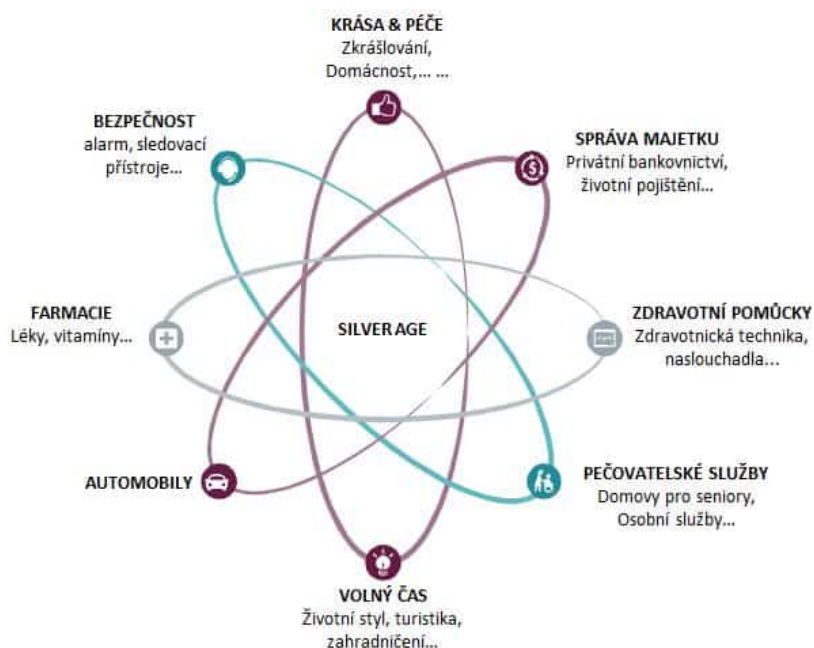 KRÁSA & PÉČE
Zkrášlování,
Domácnost,... ...
BEZPEČNOST
alarm, sledovací
přístroje...
SPRÁVA MAJETKU
Privátní bankovnictví,
životní pojištění...
FARMACIE
Léky, vitamíny...
SILVER AGE
ZDRAVOTNÍ POMŮCKY
Zdravotnická technika,
naslouchadla...
AUTOMOBILY
PEČOVATELSKÉ SLUŽBY
Domovy pro seniory,
Osobní služby...
VOLNÝ ČAS
Životní styl, turistika,
zahradničení...